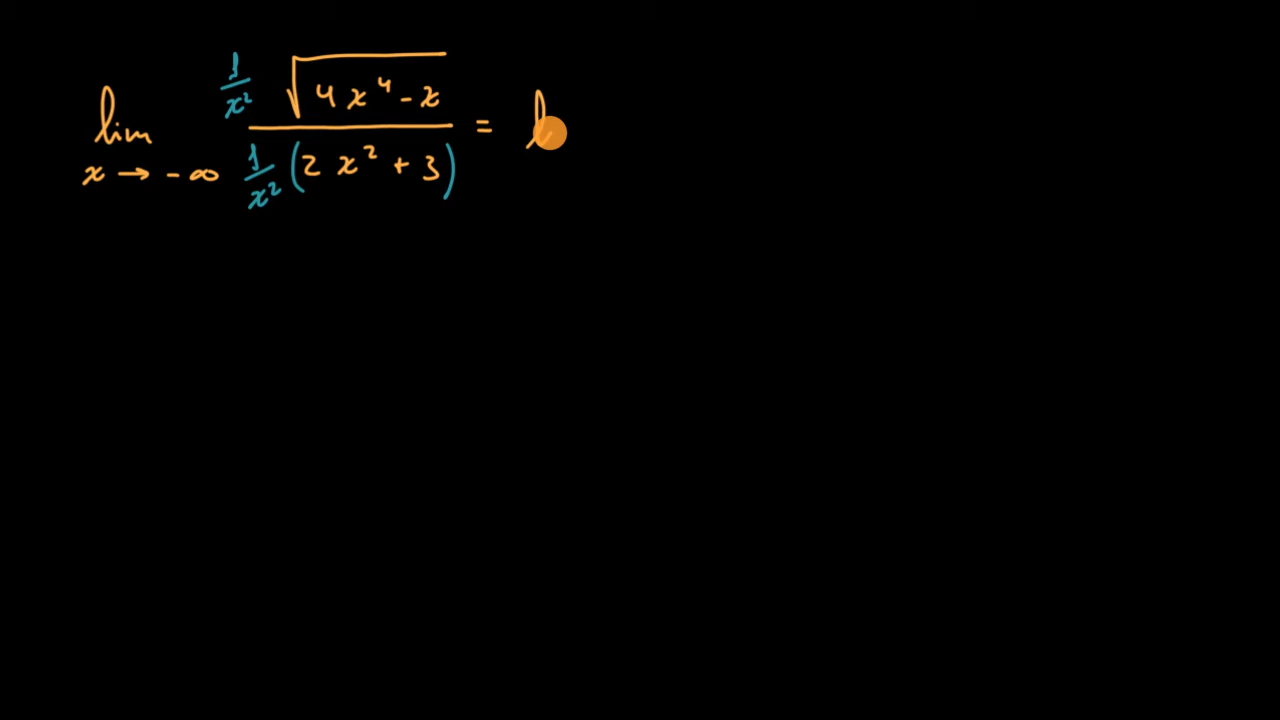 lim x → -∞ (1/x² √(4x⁴ - x)) / (1/x² (2x² + 3)) = l